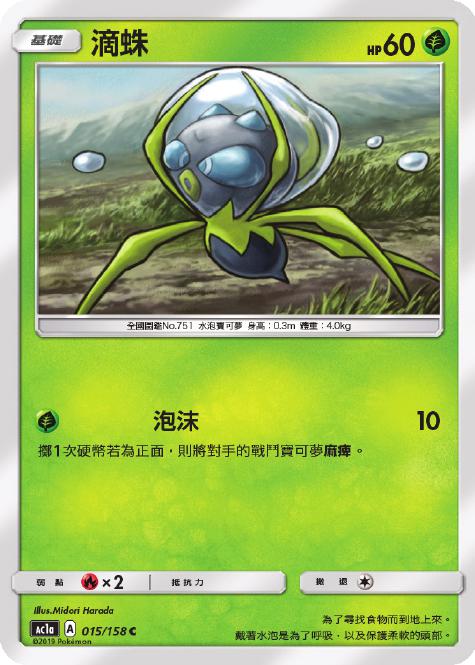 基礎 滴蛛 HP60
全國圖鑑No.751 水泡寶可夢 身高：0.3m 體重：4.0kg
泡沫 10
擲1次硬幣若為正面，則將對手的戰鬥寶可夢麻痺。
弱點 ×2 抵抗力 撤退
Illus.Midori Harada
AC1a A 015/158 C
©2019 Pokémon
為了尋找食物而到地上來。
戴著水泡是為了呼吸，以及保護柔軟的頭部。